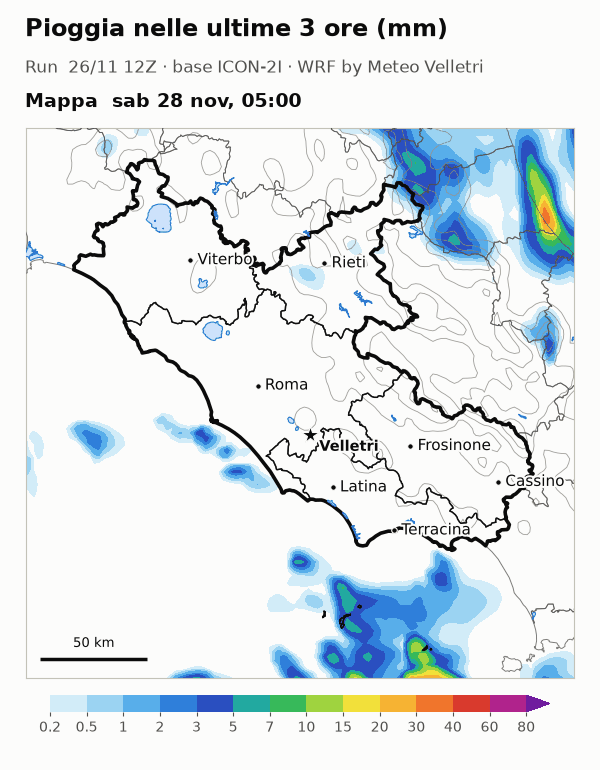 Pioggia nelle ultime 3 ore (mm)
Run  26/11 12Z · base ICON-2I · WRF by Meteo Velletri
Mappa  sab 28 nov, 05:00
Viterbo
Rieti
Roma
Velletri
Frosinone
Latina
Cassino
Terracina
50 km
0.2 0.5 1 2 3 5 7 10 15 20 30 40 60 80